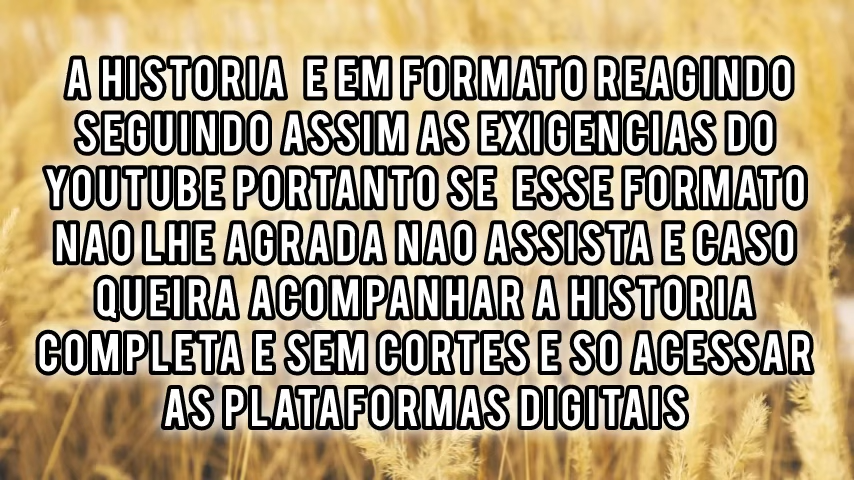 A HISTORIA E EM FORMATO REAGINDO
SEGUINDO ASSIM AS EXIGENCIAS DO
YOUTUBE PORTANTO SE ESSE FORMATO
NAO LHE AGRADA NAO ASSISTA E CASO
QUEIRA ACOMPANHAR A HISTORIA
COMPLETA E SEM CORTES E SO ACESSAR
AS PLATAFORMAS DIGITAIS